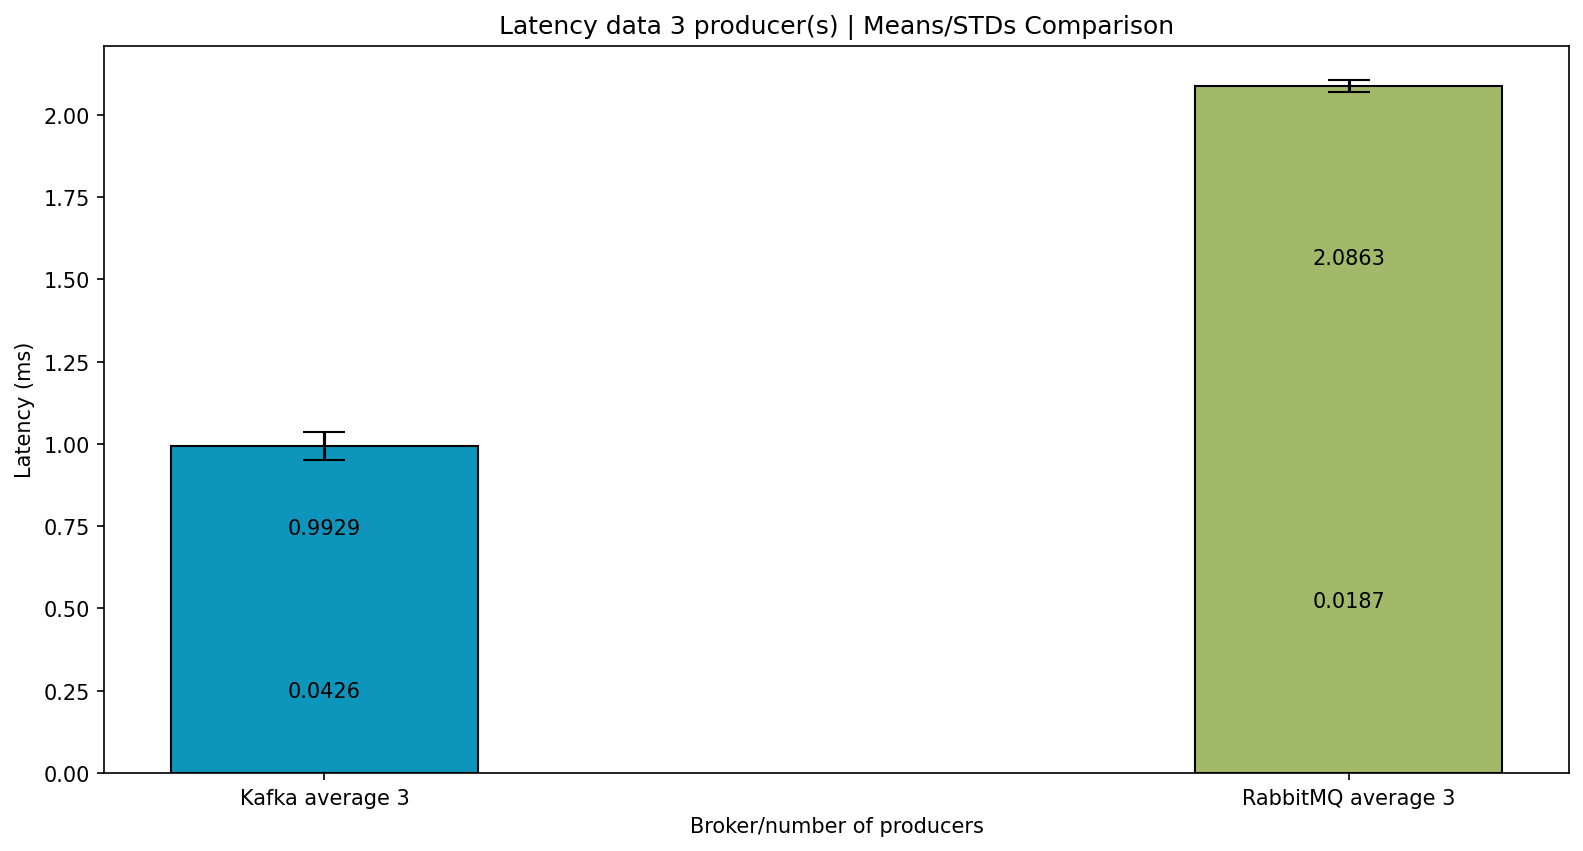 Latency data 3 producer(s) | Means/STDs Comparison
Latency (ms)
2.00
1.75
1.50
1.25
1.00
0.75
0.50
0.25
0.00
0.9929
0.0426
2.0863
0.0187
Kafka average 3
RabbitMQ average 3
Broker/number of producers